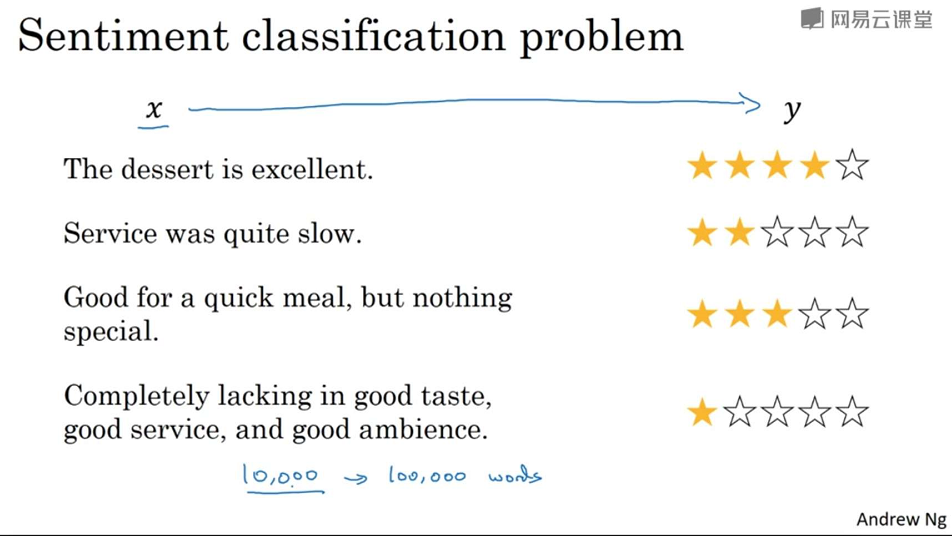 Sentiment classification problem
网易云课堂
x → y
The dessert is excellent.
Service was quite slow.
Good for a quick meal, but nothing
special.
Completely lacking in good taste,
good service, and good ambience.
10,000 → 100,000 words
Andrew Ng